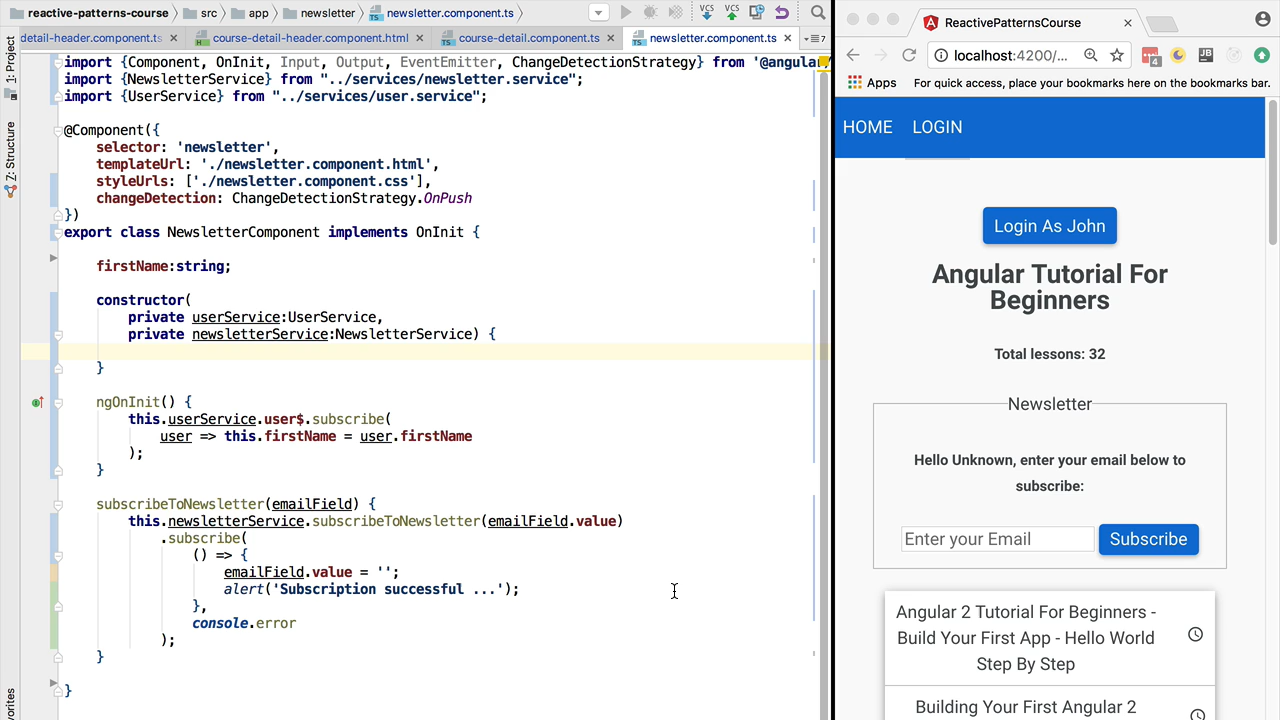 reactive-patterns-course
src
app
newsletter
newsletter.component.ts
VCS
VCS
detail-header.component.ts
course-detail-header.component.html
course-detail.component.ts
newsletter.component.ts
7
1: Project
Z: Structure
import {Component, OnInit, Input, Output, EventEmitter, ChangeDetectionStrategy} from '@angular/
import {NewsletterService} from "../services/newsletter.service";
import {UserService} from "../services/user.service";
@Component({
selector: 'newsletter',
templateUrl: './newsletter.component.html',
styleUrls: ['./newsletter.component.css'],
changeDetection: ChangeDetectionStrategy.OnPush
})
export class NewsletterComponent implements OnInit {
firstName:string;
constructor(
private userService:UserService,
private newsletterService:NewsletterService) {
}
ngOnInit() {
this.userService.user$.subscribe(
user => this.firstName = user.firstName
);
}
subscribeToNewsletter(emailField) {
this.newsletterService.subscribeToNewsletter(emailField.value)
.subscribe(
() => {
emailField.value = '';
alert('Subscription successful ...');
},
console.error
);
}
}
ReactivePatternsCourse
localhost:4200/...
4
JB
Apps
For quick access, place your bookmarks here on the bookmarks bar.
HOME
LOGIN
Login As John
Angular Tutorial For
Beginners
Total lessons: 32
Newsletter
Hello Unknown, enter your email below to
subscribe:
Enter your Email
Subscribe
Angular 2 Tutorial For Beginners -
Build Your First App - Hello World
Step By Step
Building Your First Angular 2